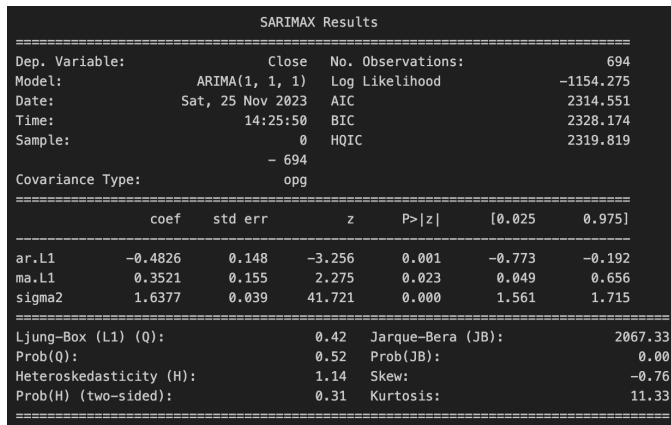 SARIMAX Results
==============================================================================
Dep. Variable: Close No. Observations: 694
Model: ARIMA(1, 1, 1) Log Likelihood -1154.275
Date: Sat, 25 Nov 2023 AIC 2314.551
Time: 14:25:50 BIC 2328.174
Sample: 0 HQIC 2319.819
- 694
Covariance Type: opg
==============================================================================
coef std err z P>|z| [0.025 0.975]
------------------------------------------------------------------------------
ar.L1 -0.4826 0.148 -3.256 0.001 -0.773 -0.192
ma.L1 0.3521 0.155 2.275 0.023 0.049 0.656
sigma2 1.6377 0.039 41.721 0.000 1.561 1.715
===================================================================================
Ljung-Box (L1) (Q): 0.42 Jarque-Bera (JB): 2067.33
Prob(Q): 0.52 Prob(JB): 0.00
Heteroskedasticity (H): 1.14 Skew: -0.76
Prob(H) (two-sided): 0.31 Kurtosis: 11.33
===================================================================================